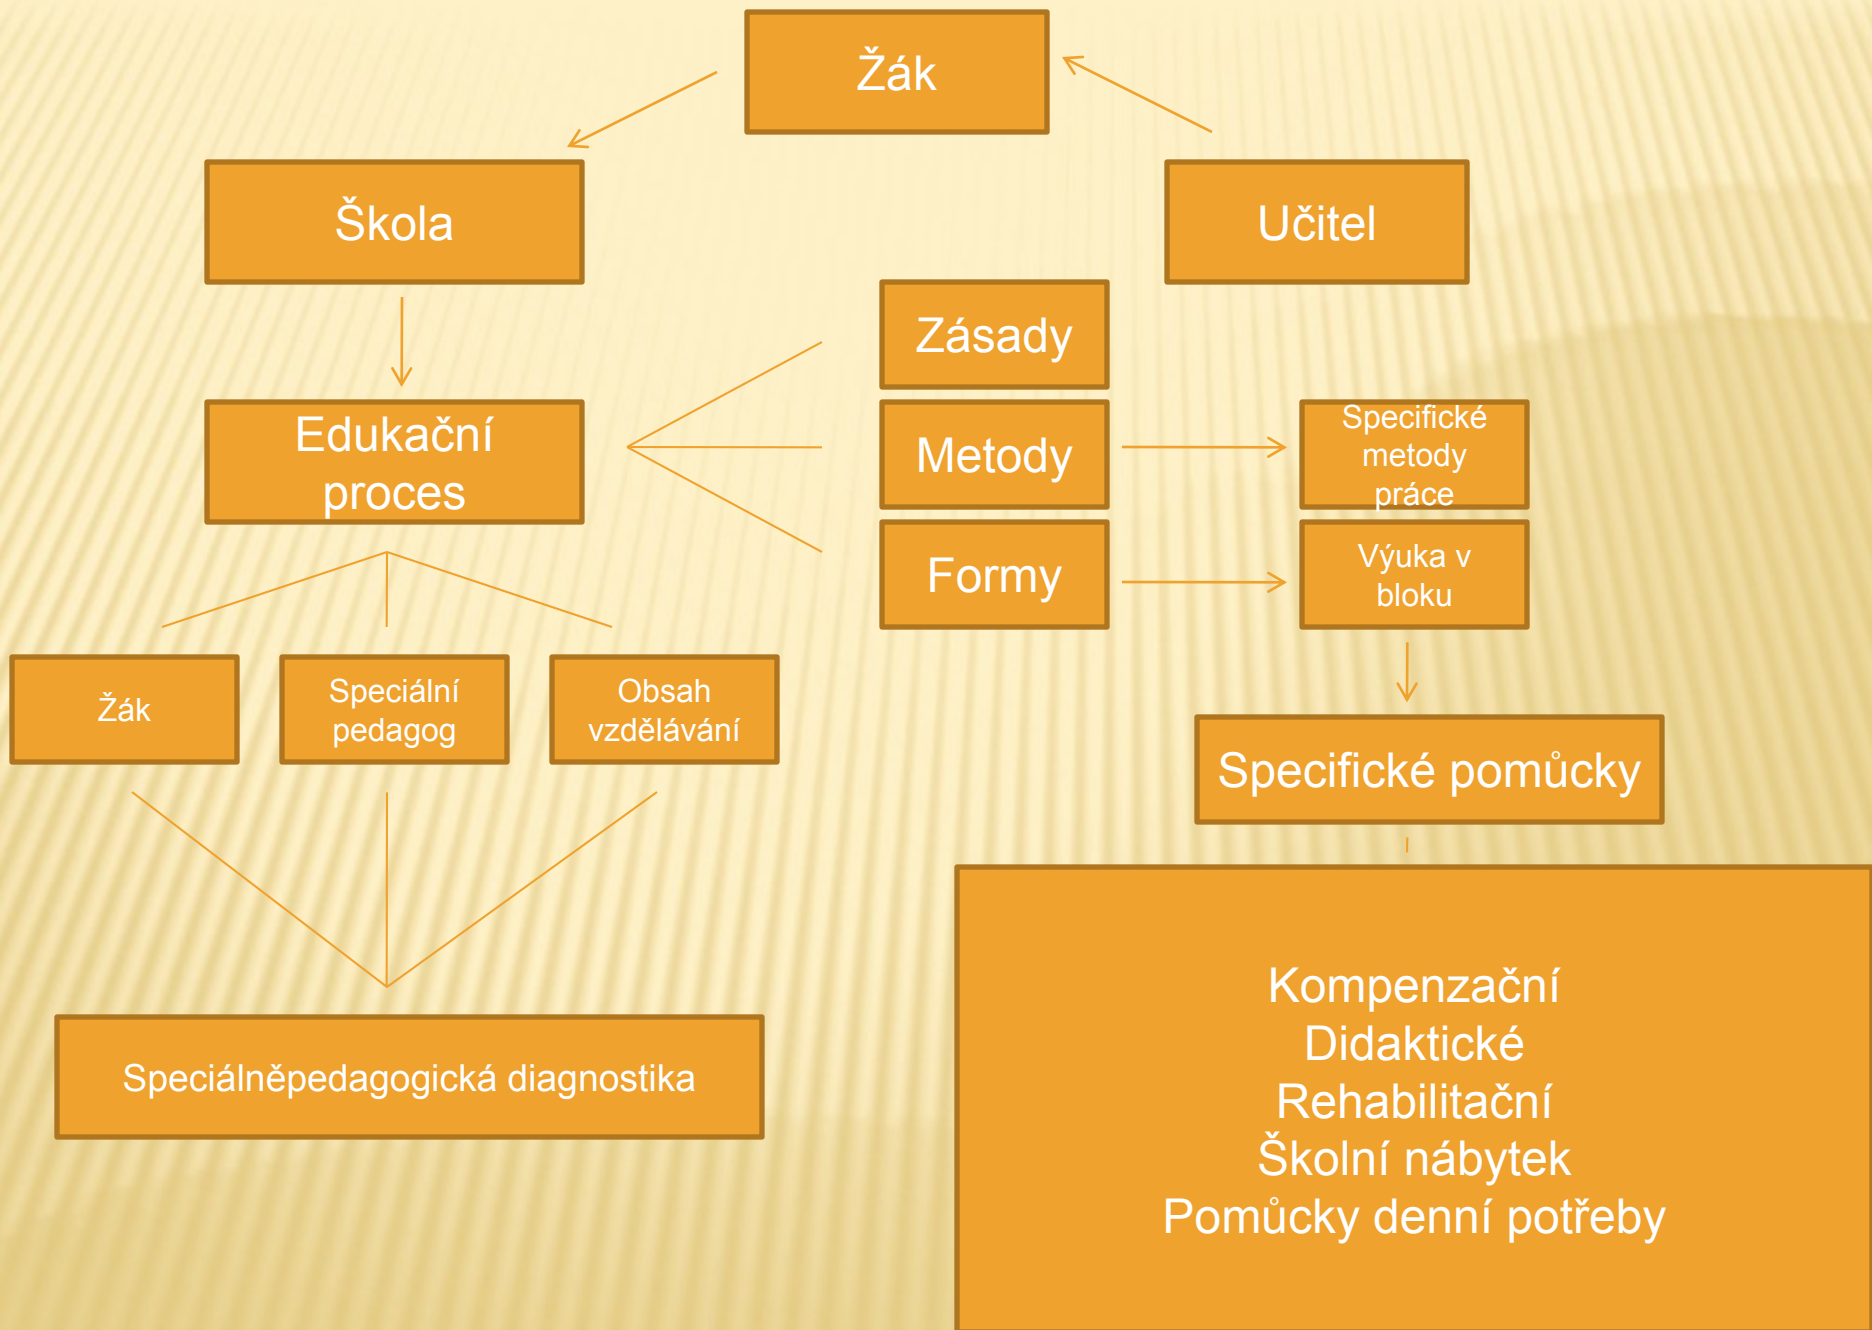 Žák
Škola
Učitel
Zásady
Edukační
proces
Metody
Specifické
metody
práce
Formy
Výuka v
bloku
Žák
Speciální
pedagog
Obsah
vzdělávání
Specifické pomůcky
Speciálněpedagogická diagnostika
Kompenzační
Didaktické
Rehabilitační
Školní nábytek
Pomůcky denní potřeby